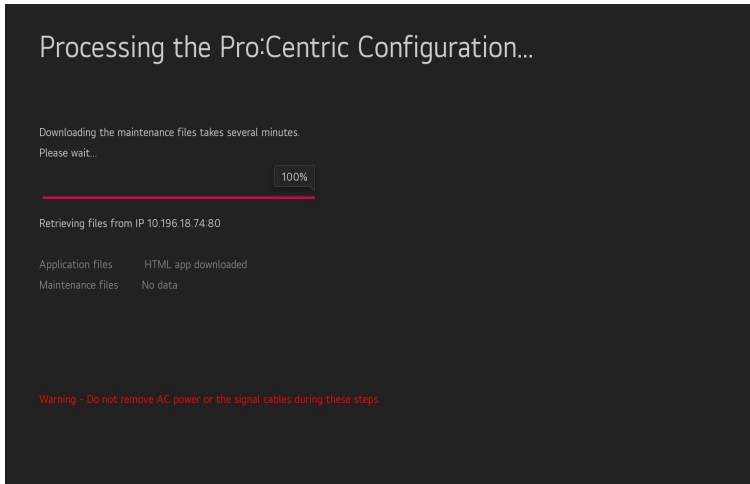 Processing the Pro:Centric Configuration...
Downloading the maintenance files takes several minutes.
Please wait...
100%
Retrieving files from IP 10.196.18.74:80
Application files HTML app downloaded
Maintenance files No data
Warning - Do not remove AC power or the signal cables during these steps.